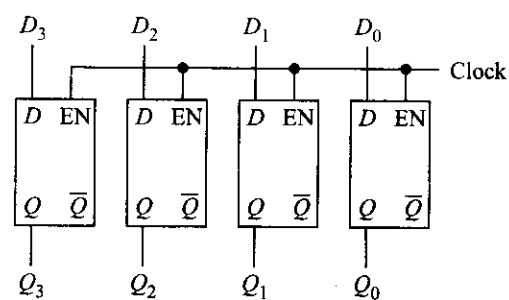 D₃ D₂ D₁ D₀
Clock
D EN D EN D EN D EN
Q Q̅ Q Q̅ Q Q̅ Q Q̅
Q₃ Q₂ Q₁ Q₀